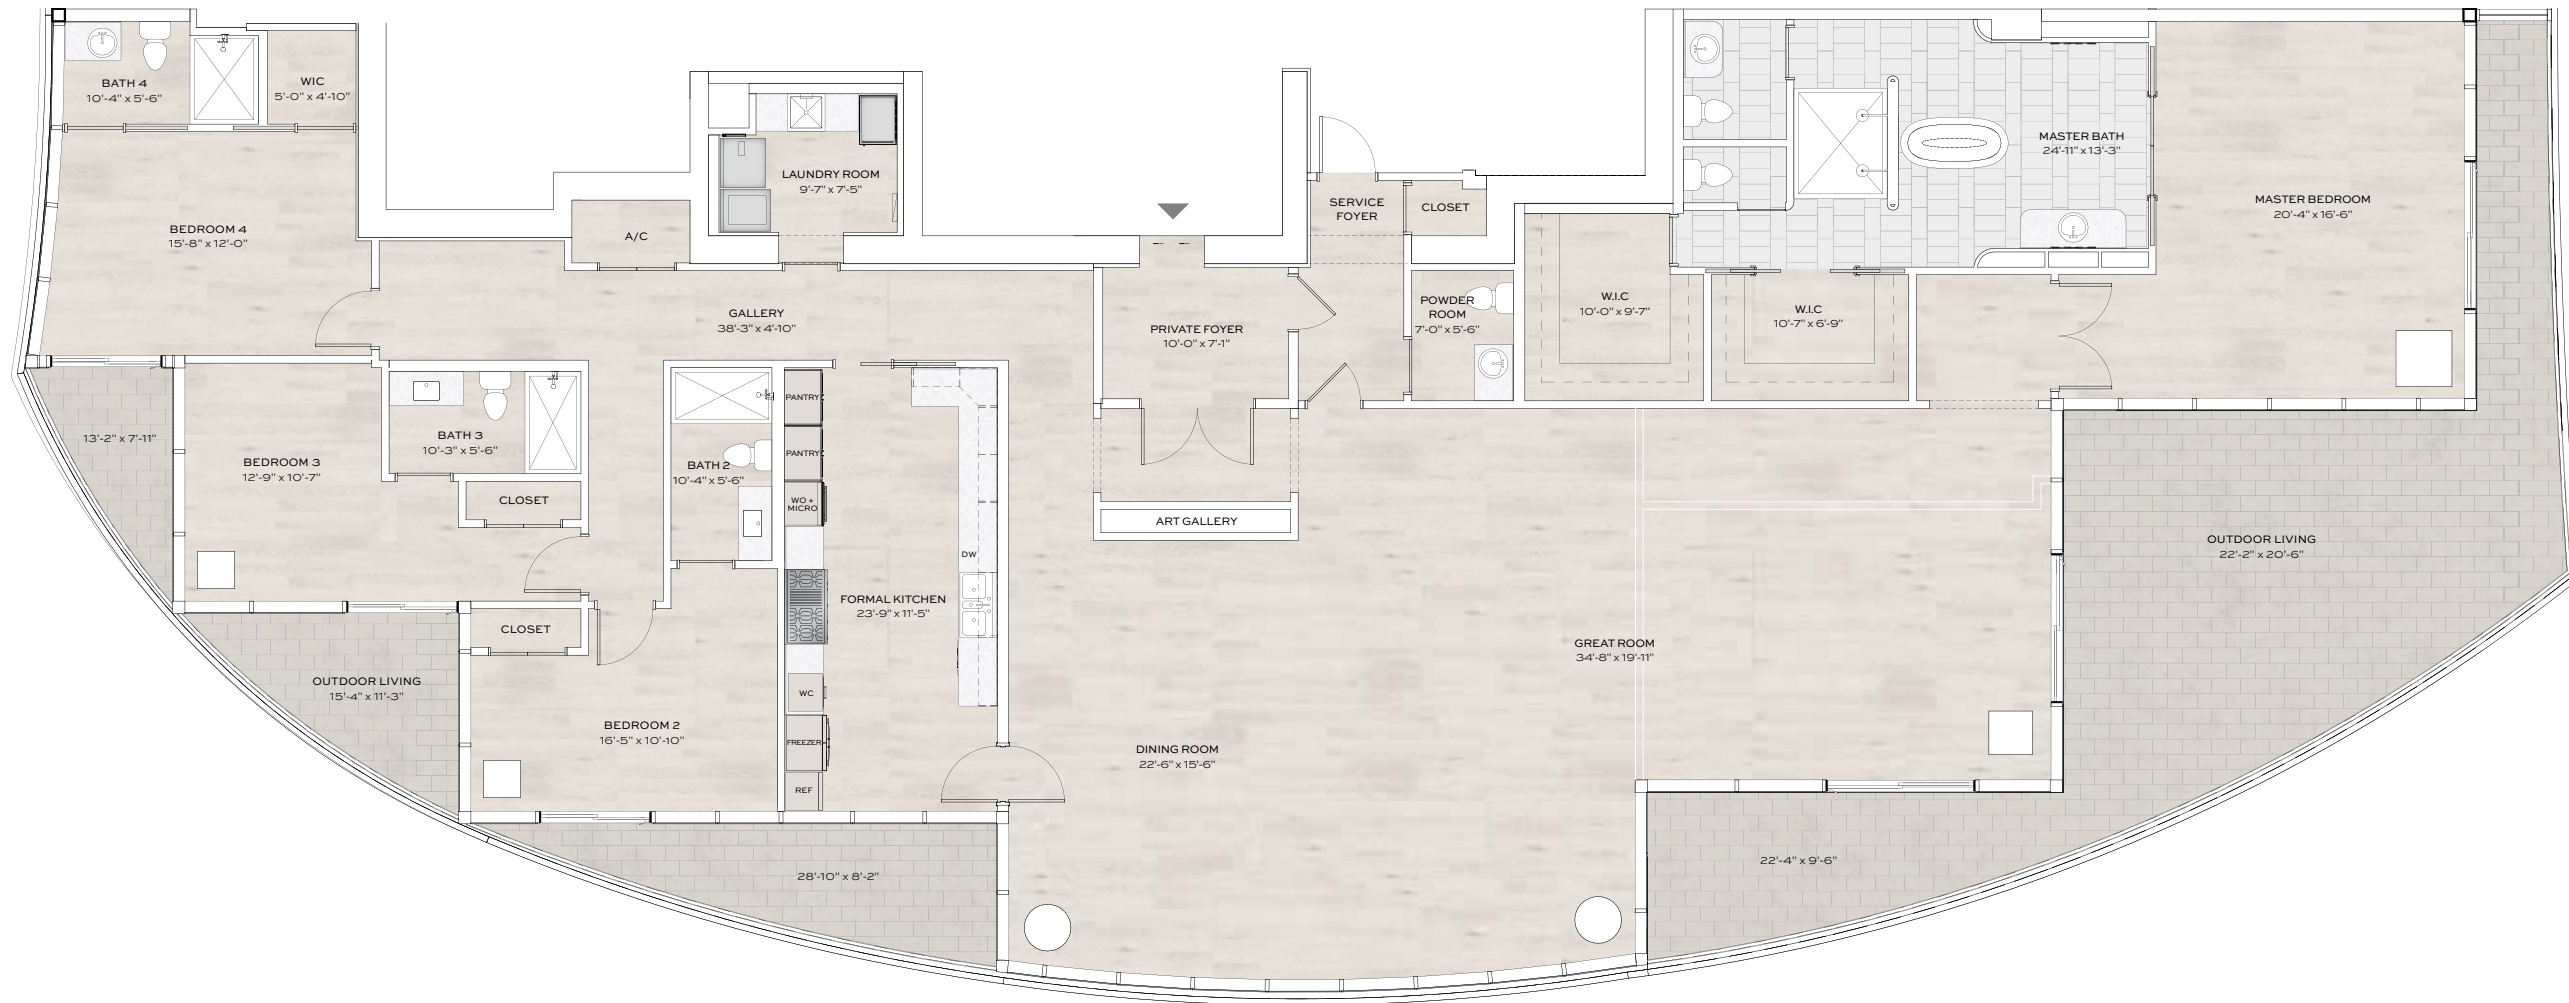 BATH 4
10'-4" x 5'-6"
WIC
5'-0" x 4'-10"
BEDROOM 4
15'-8" x 12'-0"
A/C
LAUNDRY ROOM
9'-7" x 7'-5"
SERVICE
FOYER
CLOSET
MASTER BATH
24'-11" x 13'-3"
MASTER BEDROOM
20'-4" x 16'-6"
GALLERY
38'-3" x 4'-10"
PRIVATE FOYER
10'-0" x 7'-1"
POWDER
ROOM
7'-0" x 5'-6"
W.I.C
10'-0" x 9'-7"
W.I.C
10'-7" x 6'-9"
13'-2" x 7'-11"
BEDROOM 3
12'-9" x 10'-7"
BATH 3
10'-3" x 5'-6"
CLOSET
BATH 2
10'-4" x 5'-6"
PANTRY
PANTRY
WO +
MICRO
DW
ART GALLERY
OUTDOOR LIVING
22'-2" x 20'-6"
FORMAL KITCHEN
23'-9" x 11'-5"
CLOSET
GREAT ROOM
34'-8" x 19'-11"
OUTDOOR LIVING
15'-4" x 11'-3"
BEDROOM 2
16'-5" x 10'-10"
WC
FREEZER
REF
DINING ROOM
22'-6" x 15'-6"
28'-10" x 8'-2"
22'-4" x 9'-6"